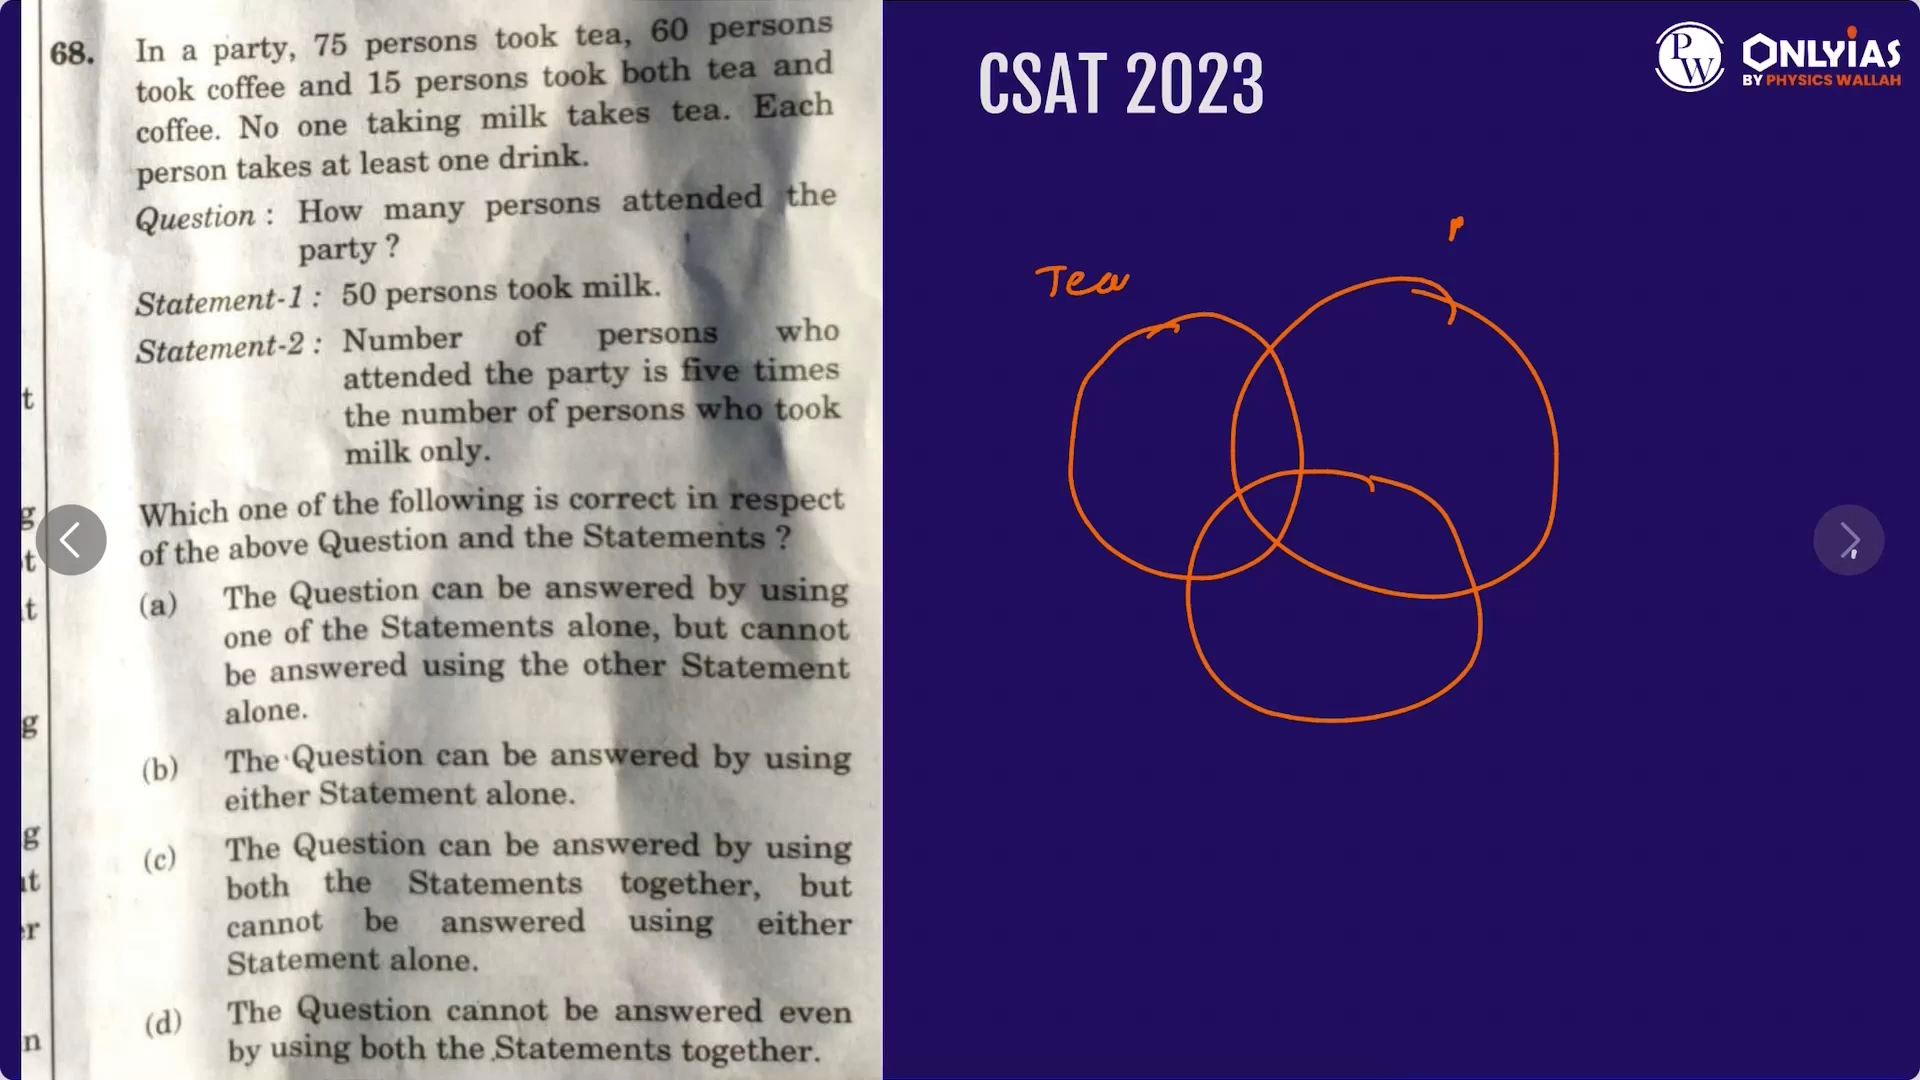 68. In a party, 75 persons took tea, 60 persons
took coffee and 15 persons took both tea and
coffee. No one taking milk takes tea. Each
person takes at least one drink.
Question : How many persons attended the
party ?
Statement-1 : 50 persons took milk.
Statement-2 : Number of persons who
attended the party is five times
the number of persons who took
milk only.
Which one of the following is correct in respect
of the above Question and the Statements ?
(a) The Question can be answered by using
one of the Statements alone, but cannot
be answered using the other Statement
alone.
(b) The Question can be answered by using
either Statement alone.
(c) The Question can be answered by using
both the Statements together, but
cannot be answered using either
Statement alone.
(d) The Question cannot be answered even
by using both the Statements together.
t
g
t
t
g
g
t
r
n
CSAT 2023
PW
ONLYIAS
BY PHYSICS WALLAH
Tea